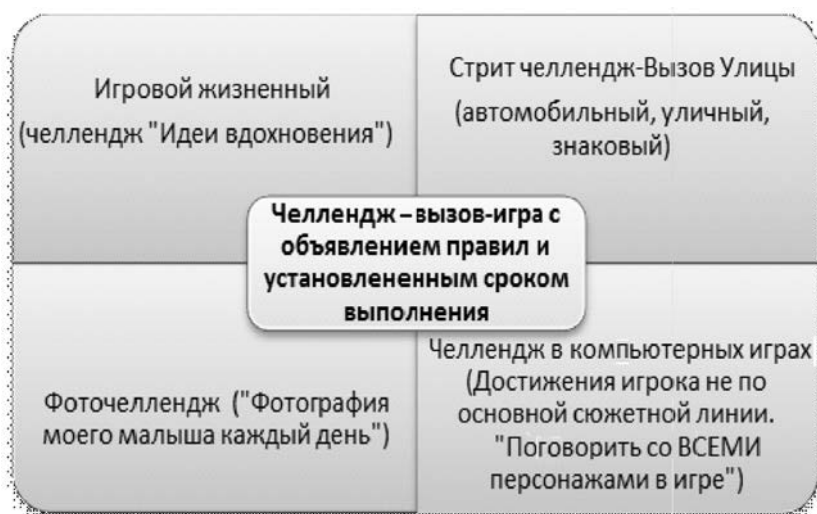 Игровой жизненный
(челлендж "Идеи вдохновения")
Стрит челлендж-Вызов Улицы
(автомобильный, уличный,
знаковый)
Челлендж – вызов-игра с
объявлением правил и
установлененным сроком
выполнения
Фоточеллендж ("Фотография
моего малыша каждый день")
Челлендж в компьютерных играх
(Достижения игрока не по
основной сюжетной линии.
"Поговорить со ВСЕМИ
персонажами в игре")